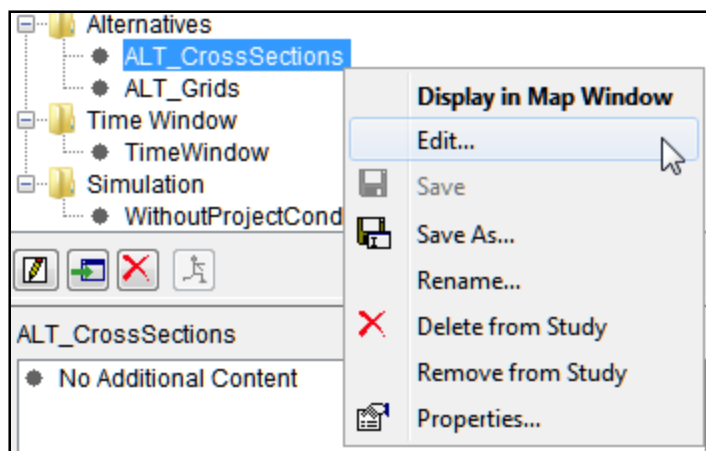 Alternatives
ALT_CrossSections
ALT_Grids
Time Window
TimeWindow
Simulation
WithoutProjectCond
ALT_CrossSections
No Additional Content
Display in Map Window
Edit...
Save
Save As...
Rename...
Delete from Study
Remove from Study
Properties...